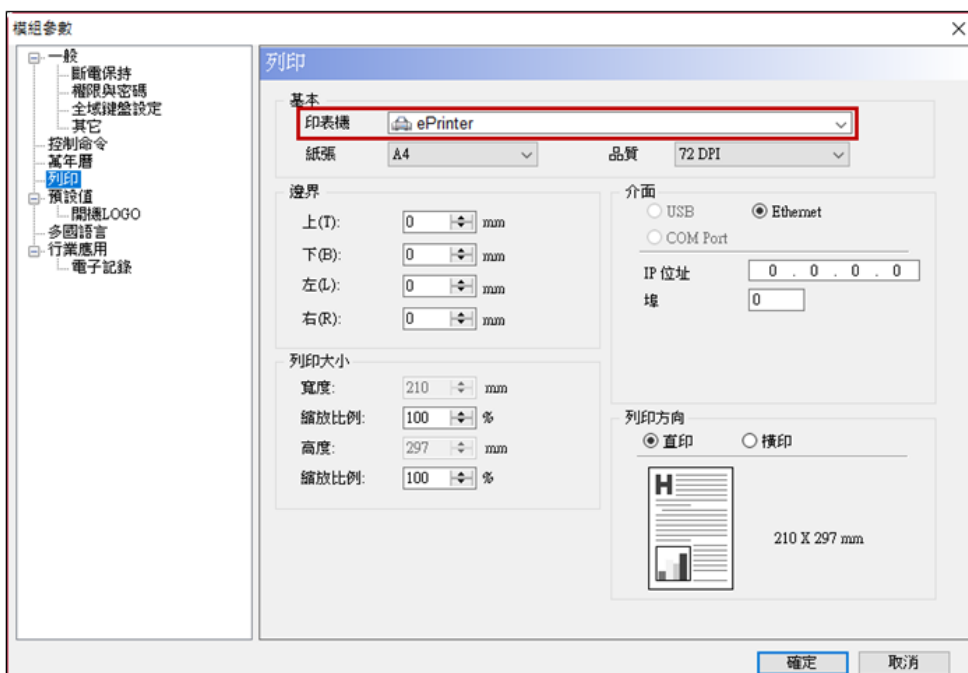 模組參數
一般
斷電保持
權限與密碼
全域鍵盤設定
其它
控制命令
萬年曆
列印
預設值
開機LOGO
多國語言
行業應用
電子記錄
列印
基本
印表機 ePrinter
紙張 A4 品質 72 DPI
邊界
上(T): 0 mm
下(B): 0 mm
左(L): 0 mm
右(R): 0 mm
介面
USB Ethernet
COM Port
IP 位址 0 . 0 . 0 . 0
埠 0
列印大小
寬度: 210 mm
縮放比例: 100 %
高度: 297 mm
縮放比例: 100 %
列印方向
直印 橫印
H
210 X 297 mm
確定 取消